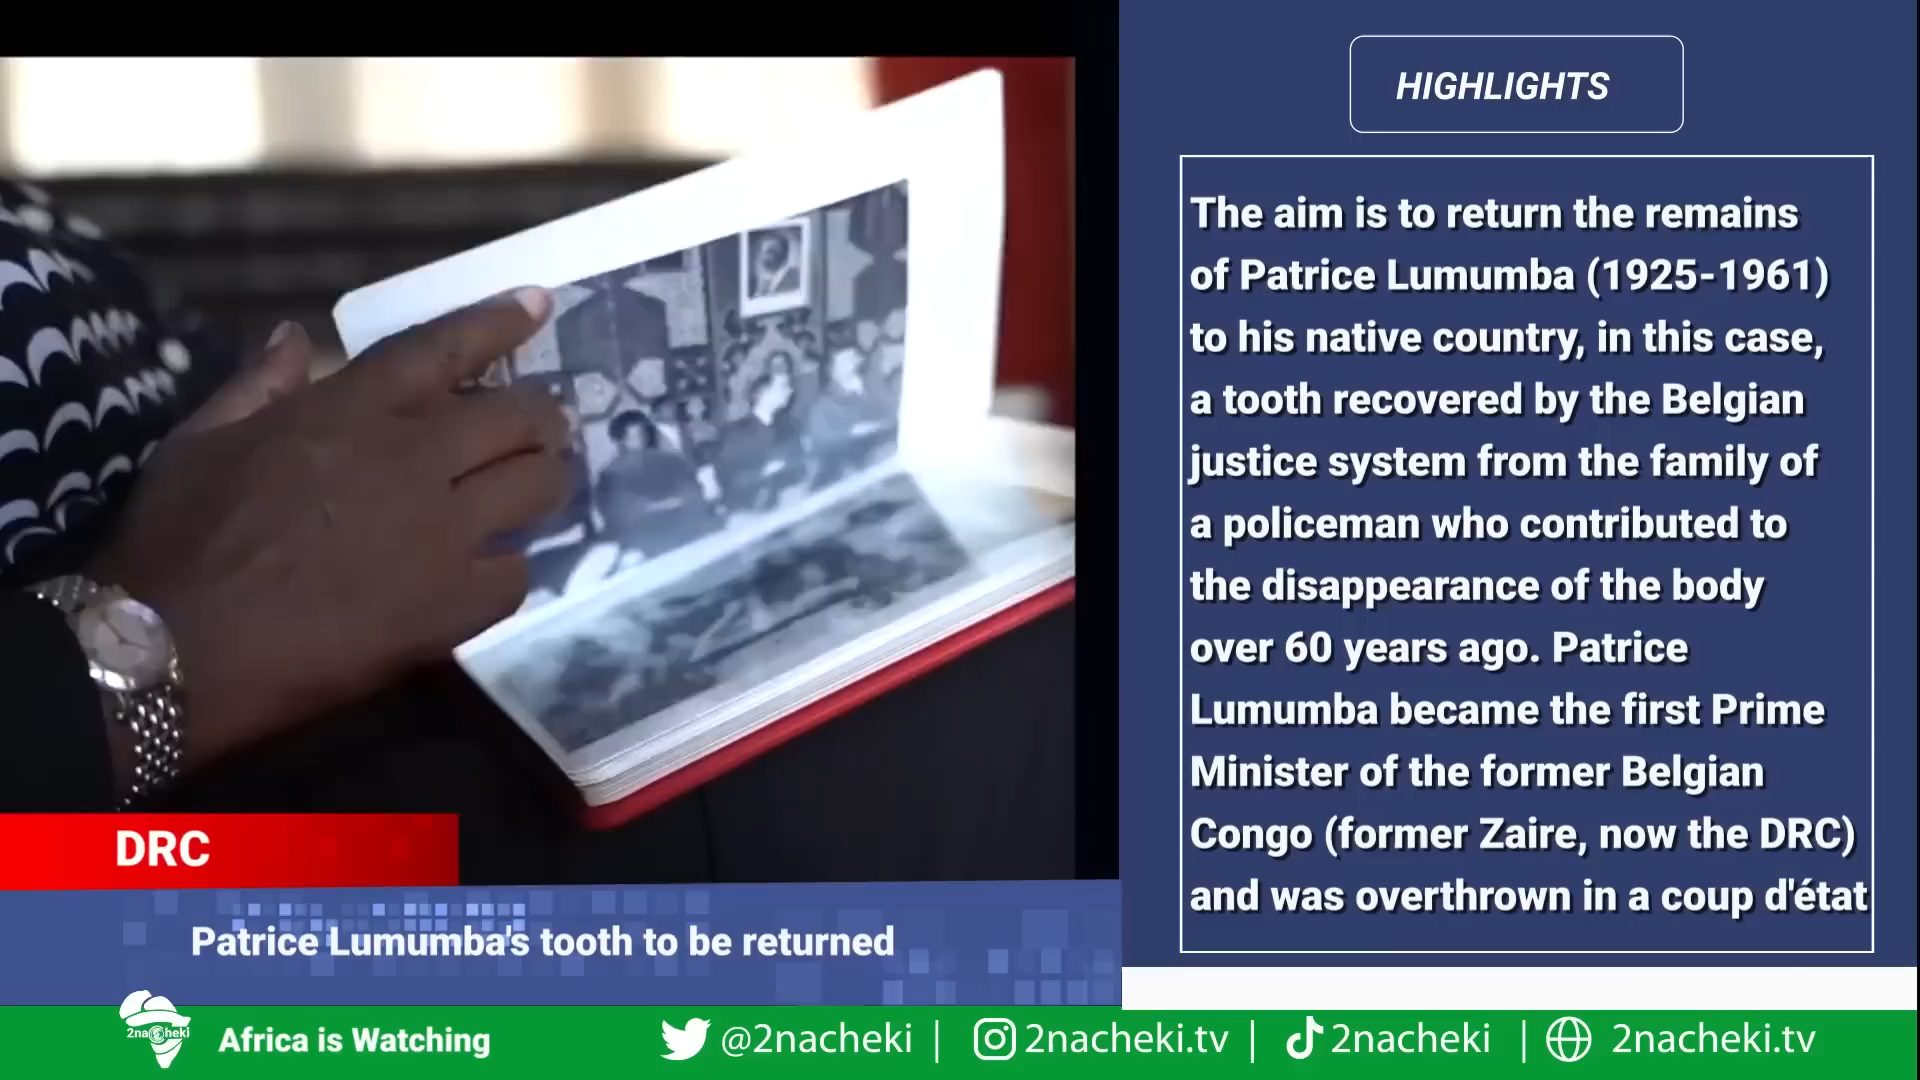 HIGHLIGHTS
The aim is to return the remains
of Patrice Lumumba (1925-1961)
to his native country, in this case,
a tooth recovered by the Belgian
justice system from the family of
a policeman who contributed to
the disappearance of the body
over 60 years ago. Patrice
Lumumba became the first Prime
Minister of the former Belgian
Congo (former Zaire, now the DRC)
and was overthrown in a coup d'état
DRC
Patrice Lumumba's tooth to be returned
2nacheki
Africa is Watching
@2nacheki | 2nacheki.tv | 2nacheki | 2nacheki.tv